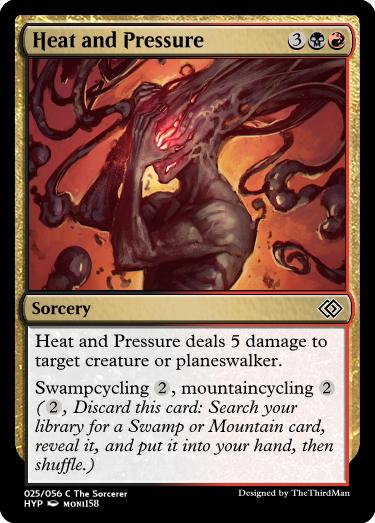 Heat and Pressure 3
Sorcery
Heat and Pressure deals 5 damage to
target creature or planeswalker.
Swampcycling 2, mountaincycling 2
(2, Discard this card: Search your
library for a Swamp or Mountain card,
reveal it, and put it into your hand, then
shuffle.)
025/056 C The Sorcerer
Designed by TheThirdMan
HYP MONI158